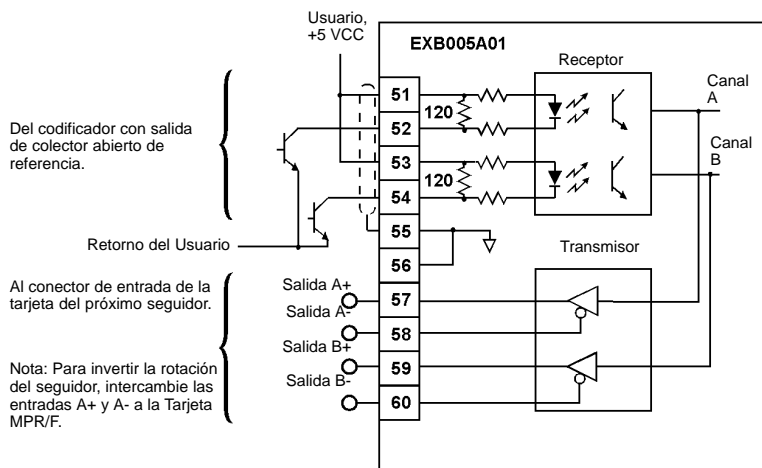 Usuario,
+5 VCC
EXB005A01
Receptor
Canal
A
51
120
52
Del codificador con salida
de colector abierto de
referencia.
53
Canal
B
120
54
Retorno del Usuario
55
Transmisor
56
Al conector de entrada de la
tarjeta del próximo seguidor.
Salida A+
57
Salida A-
58
Salida B+
59
Nota: Para invertir la rotación
del seguidor, intercambie las
entradas A+ y A- a la Tarjeta
MPR/F.
Salida B-
60